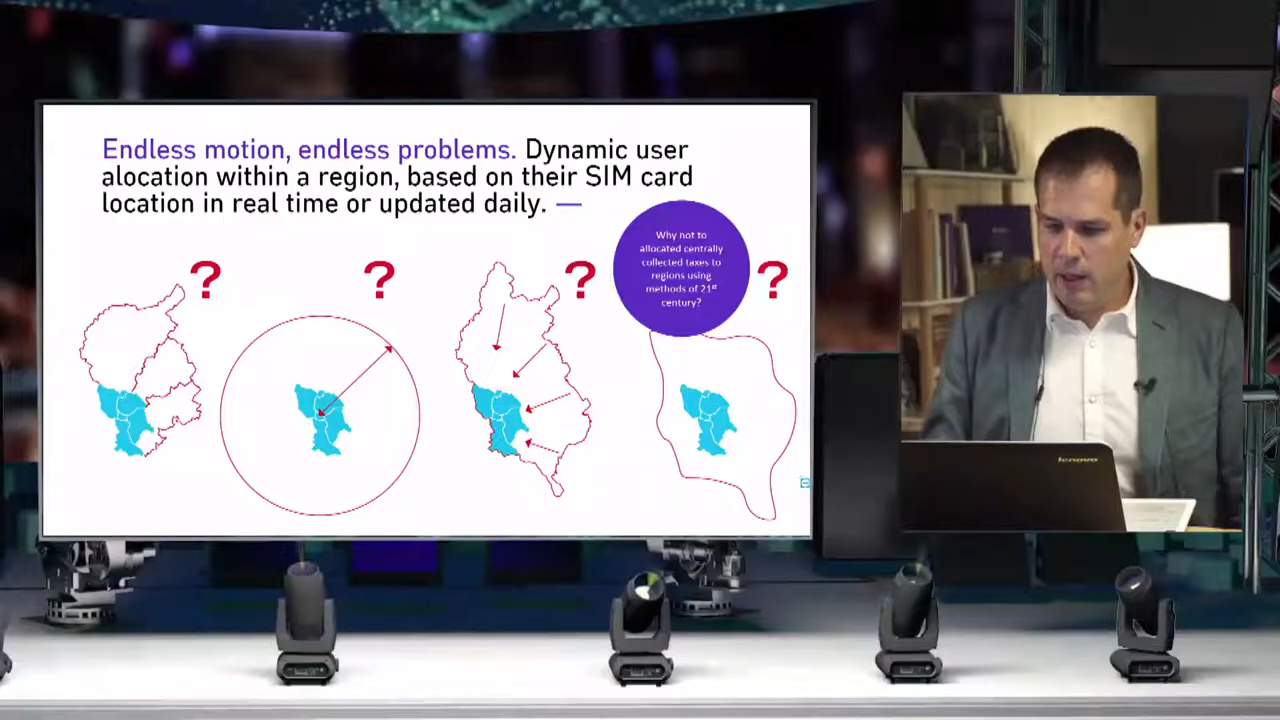 Endless motion, endless problems. Dynamic user
alocation within a region, based on their SIM card
location in real time or updated daily. —
Why not to
allocated centrally
collected taxes to
regions using
methods of 21st
century?
?
?
?
?
lenovo